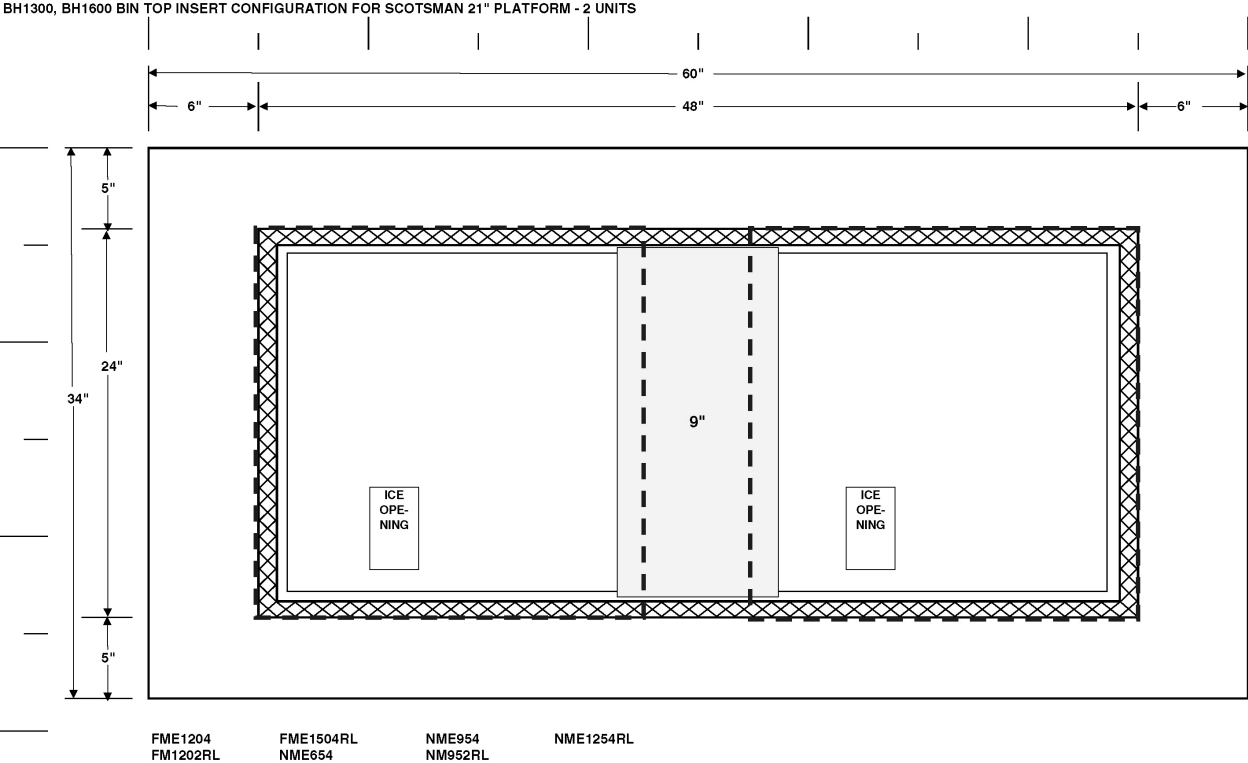 BH1300, BH1600 BIN TOP INSERT CONFIGURATION FOR SCOTSMAN 21" PLATFORM - 2 UNITS
60"
6" 48" 6"
5"
24"
34"
9"
ICE
OPE-
NING
ICE
OPE-
NING
5"
FME1204 FME1504RL NME954 NME1254RL
FM1202RL NME654 NM952RL